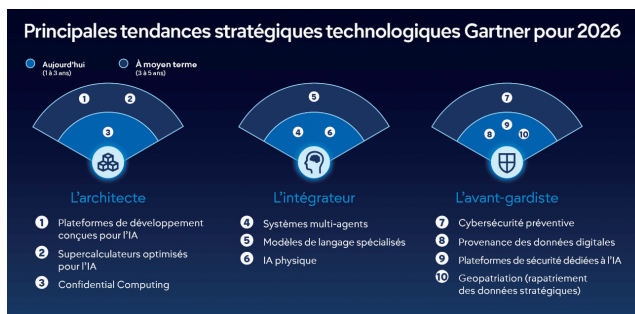 Principales tendances stratégiques technologiques Gartner pour 2026
Aujourd'hui
(1 à 3 ans)
À moyen terme
(3 à 5 ans)
1
2
3
5
4
6
7
9
8
10
L'architecte
L'intégrateur
L'avant-gardiste
1 Plateformes de développement
conçues pour l'IA
2 Supercalculateurs optimisés
pour l'IA
3 Confidential Computing
4 Systèmes multi-agents
5 Modèles de langage spécialisés
6 IA physique
7 Cybersécurité préventive
8 Provenance des données digitales
9 Plateformes de sécurité dédiées à l'IA
10 Geopatriation (rapatriement
des données stratégiques)